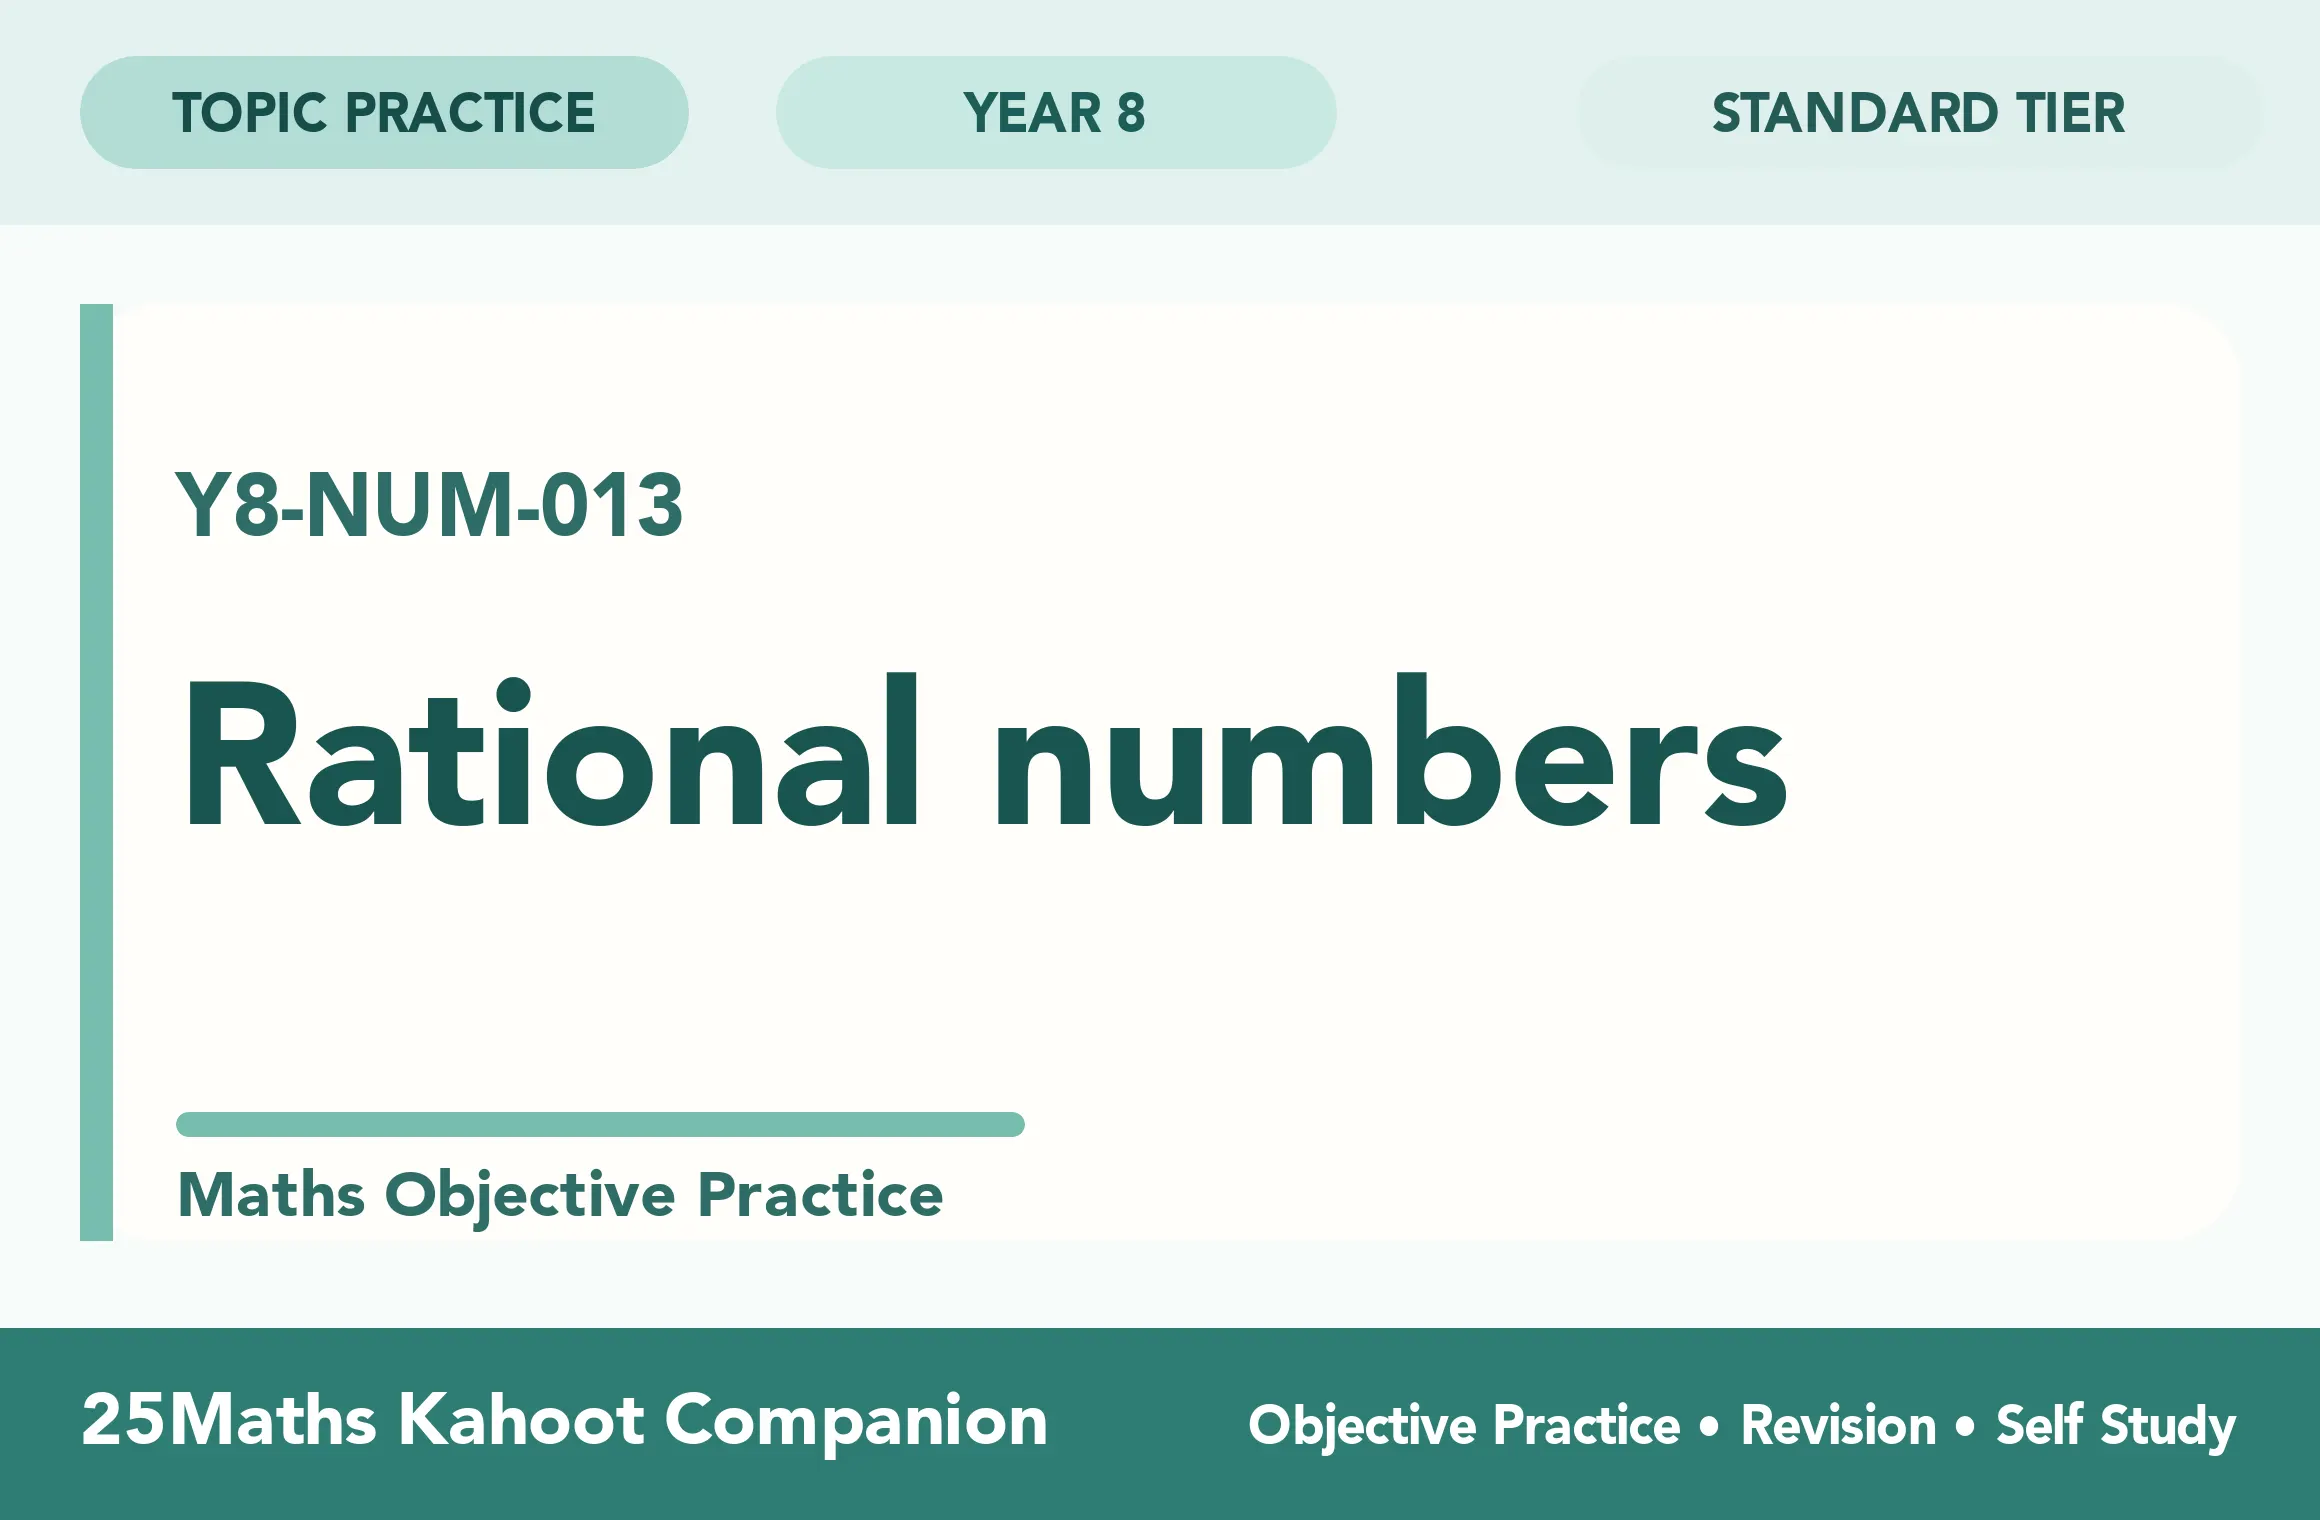 TOPIC PRACTICE
YEAR 8
STANDARD TIER
Y8-NUM-013
Rational numbers
Maths Objective Practice
25Maths Kahoot Companion
Objective Practice • Revision • Self Study